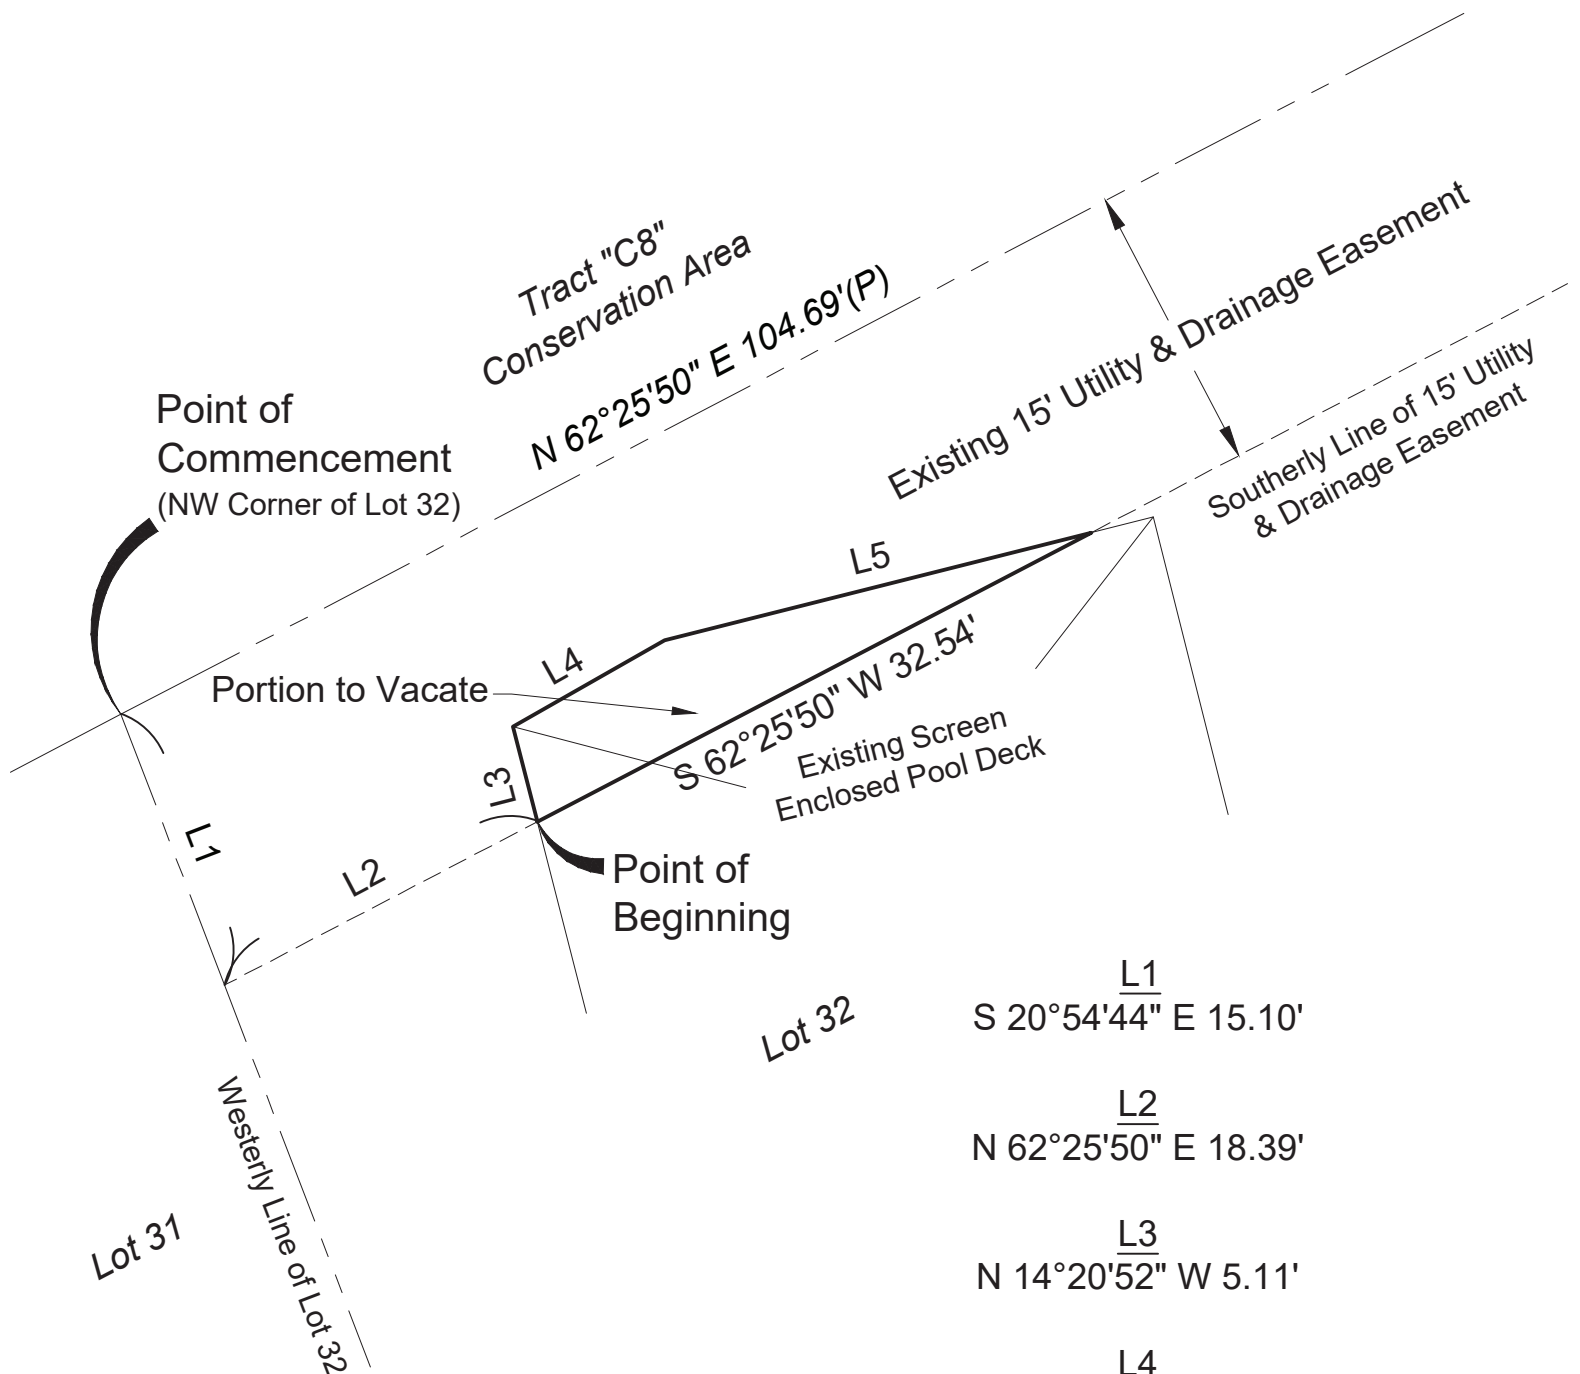 Tract "C8"
Conservation Area
N 62°25'50" E 104.69'(P)
Existing 15' Utility & Drainage Easement
Southerly Line of 15' Utility
& Drainage Easement
Point of
Commencement
(NW Corner of Lot 32)
L5
L4
Portion to Vacate
S 62°25'50" W 32.54'
Existing Screen
Enclosed Pool Deck
L3
L1
L2
Point of
Beginning
Lot 32
Westerly Line of Lot 32
Lot 31
L1
S 20°54'44" E 15.10'
L2
N 62°25'50" E 18.39'
L3
N 14°20'52" W 5.11'
L4